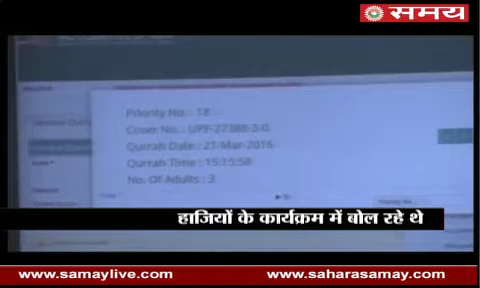 समय
Priority No. : 18
Cover No. : UPF-27388-3-0
Qurrah Date : 21-Mar-2016
Qurrah Time : 15:15:58
No. Of Adults : 3
हाजियों के कार्यक्रम में बोल रहे थे
www.samaylive.com
www.saharasamay.com